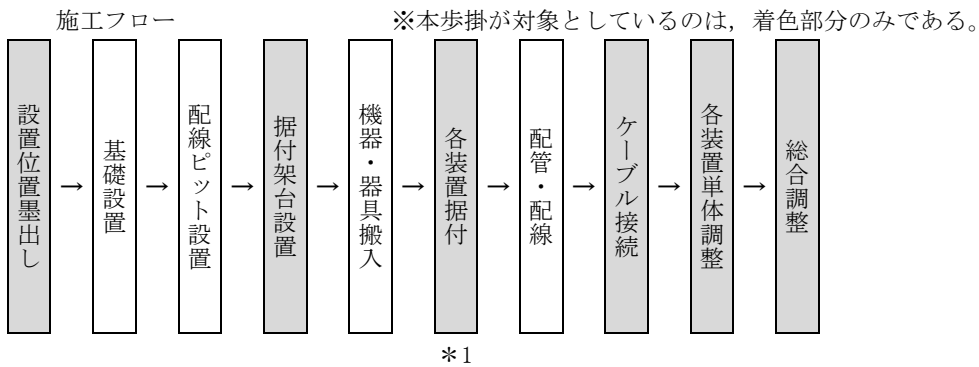 施工フロー
※本歩掛が対象としているのは，着色部分のみである。
設置位置墨出し
→
基礎設置
→
配線ピット設置
→
据付架台設置
→
機器・器具搬入
→
各装置据付
→
配管・配線
→
ケーブル接続
→
各装置単体調整
→
総合調整
＊1